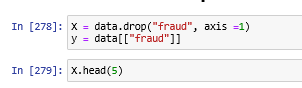 In [278]: X = data.drop("fraud", axis =1)
y = data[["fraud"]]
In [279]: X.head(5)